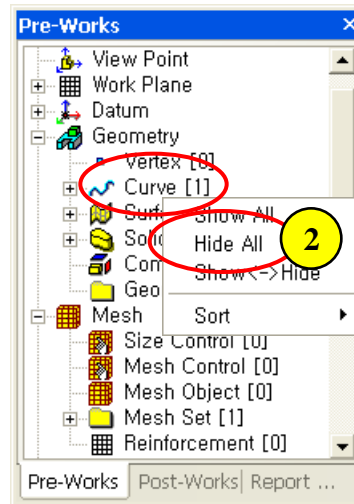 Pre-Works
View Point
Work Plane
Datum
Geometry
Vertex [0]
Curve [1]
Show All
Hide All
2
Show<->Hide
Sort
Mesh
Size Control [0]
Mesh Control [0]
Mesh Object [0]
Mesh Set [1]
Reinforcement [0]
Pre-Works Post-Works Report ...